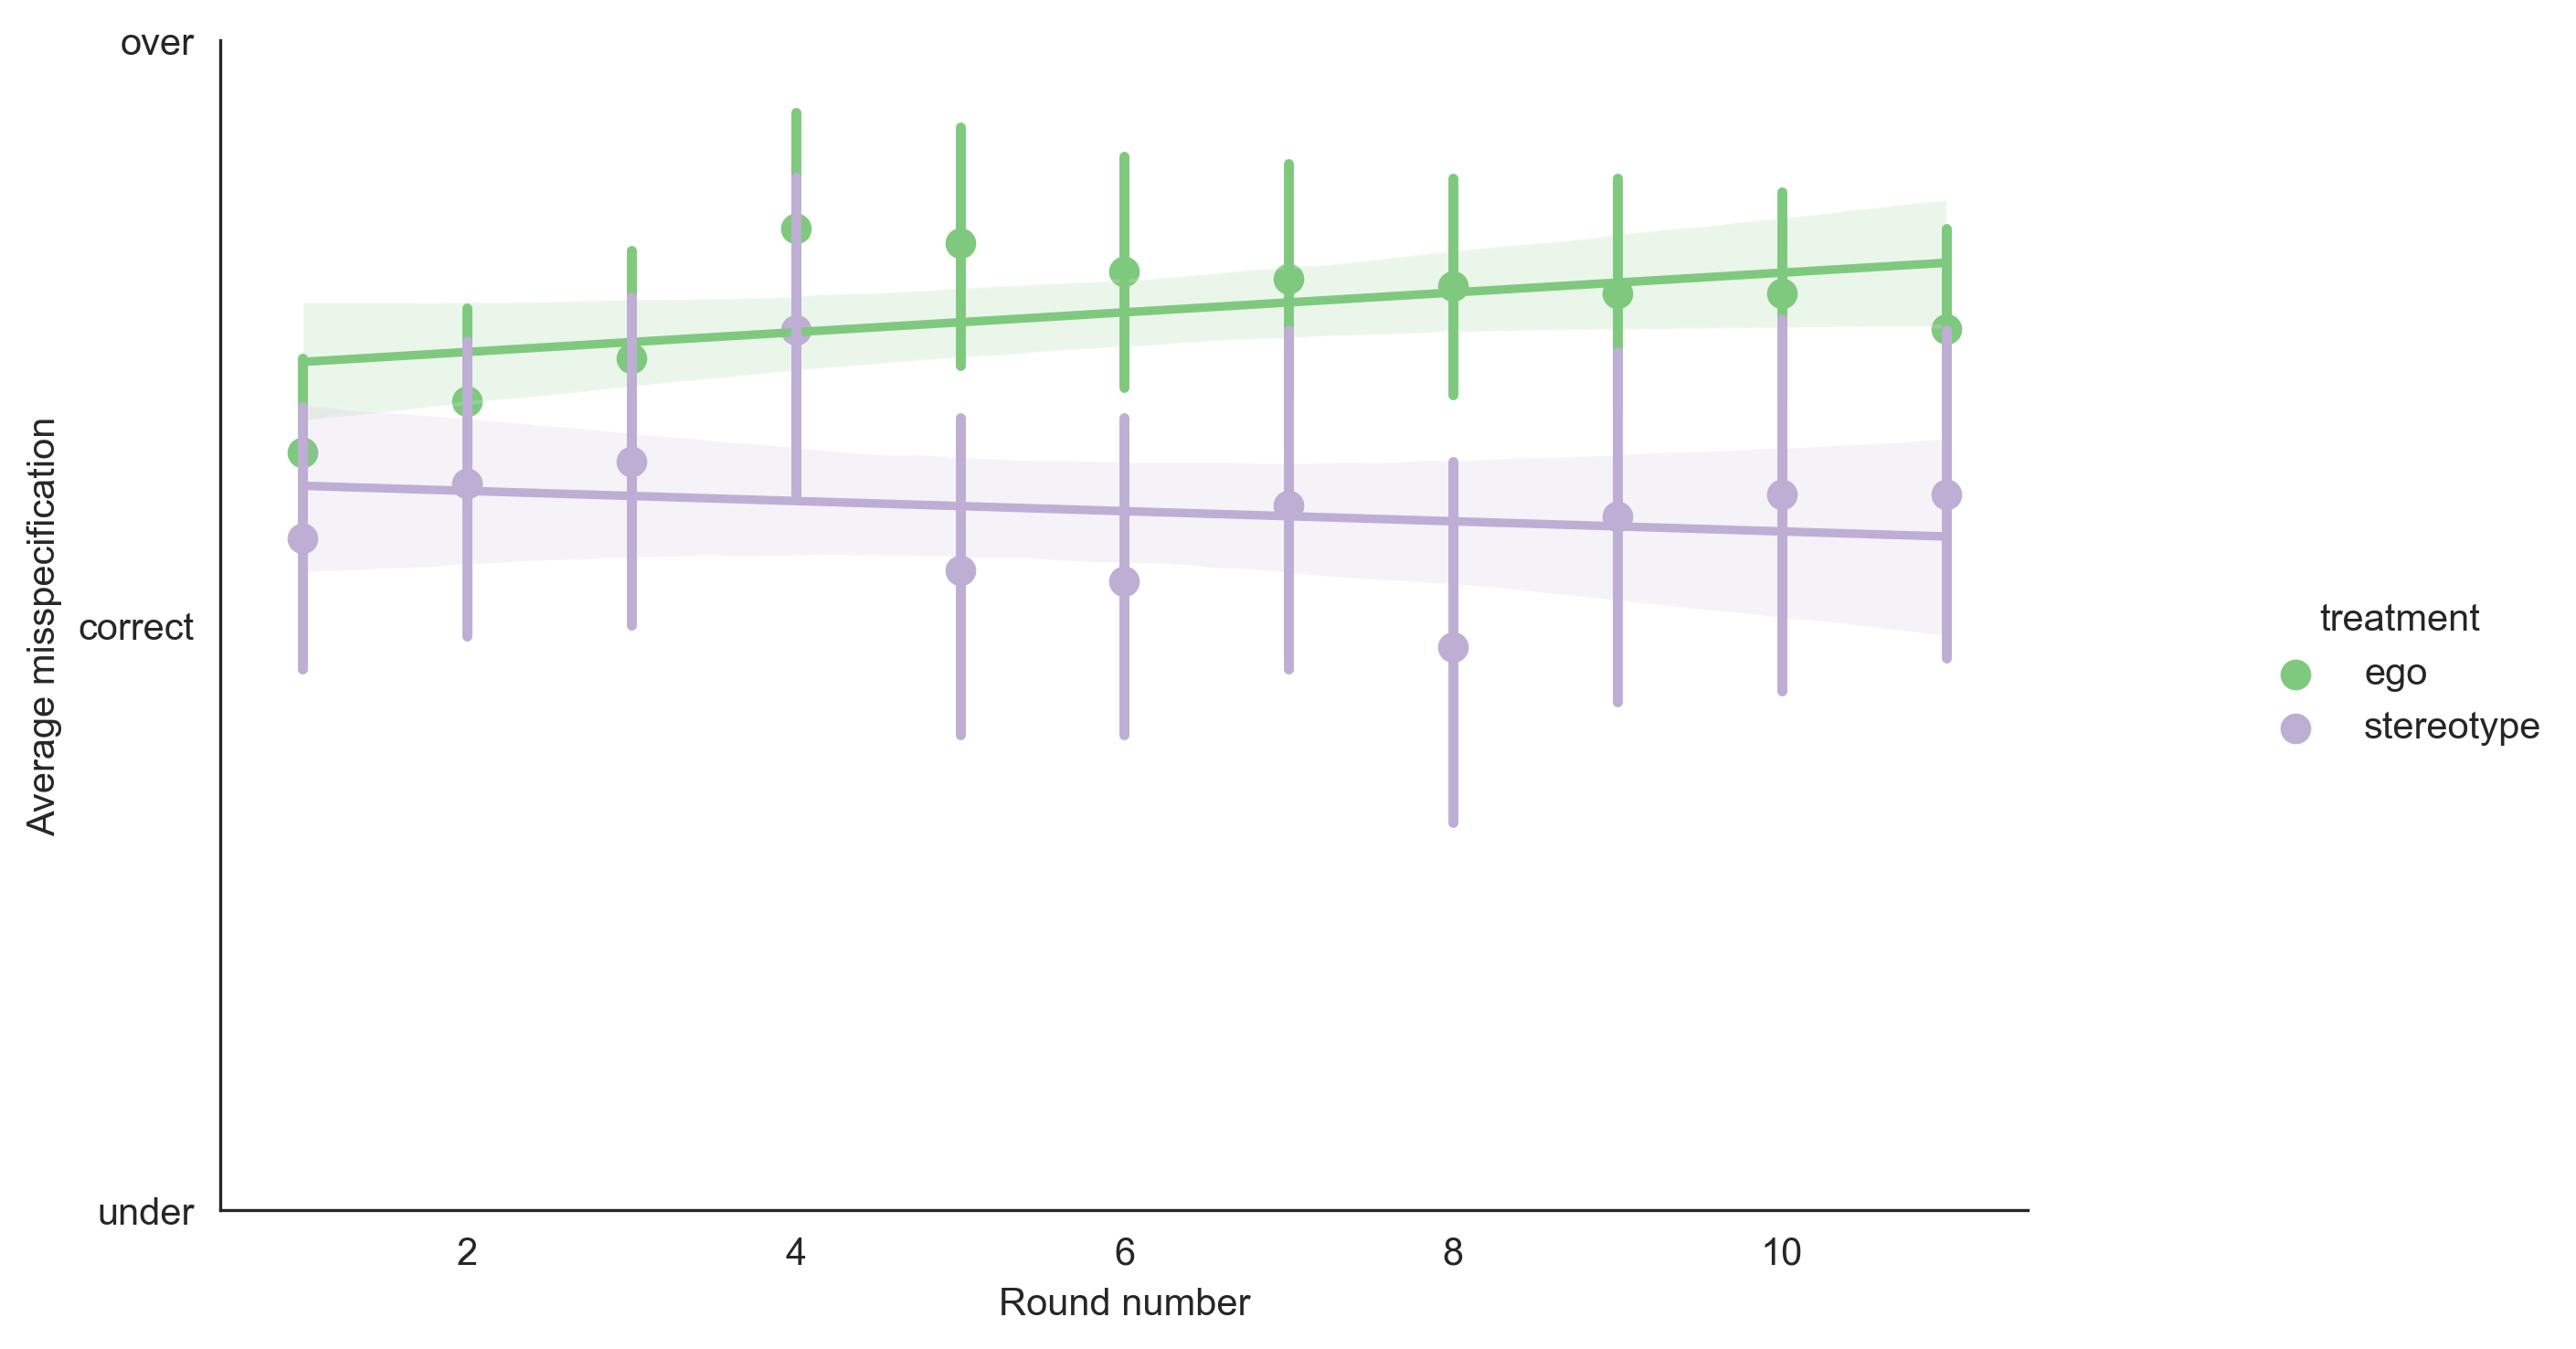 over
correct
under
Average misspecification
2 4 6 8 10
Round number
treatment
ego
stereotype